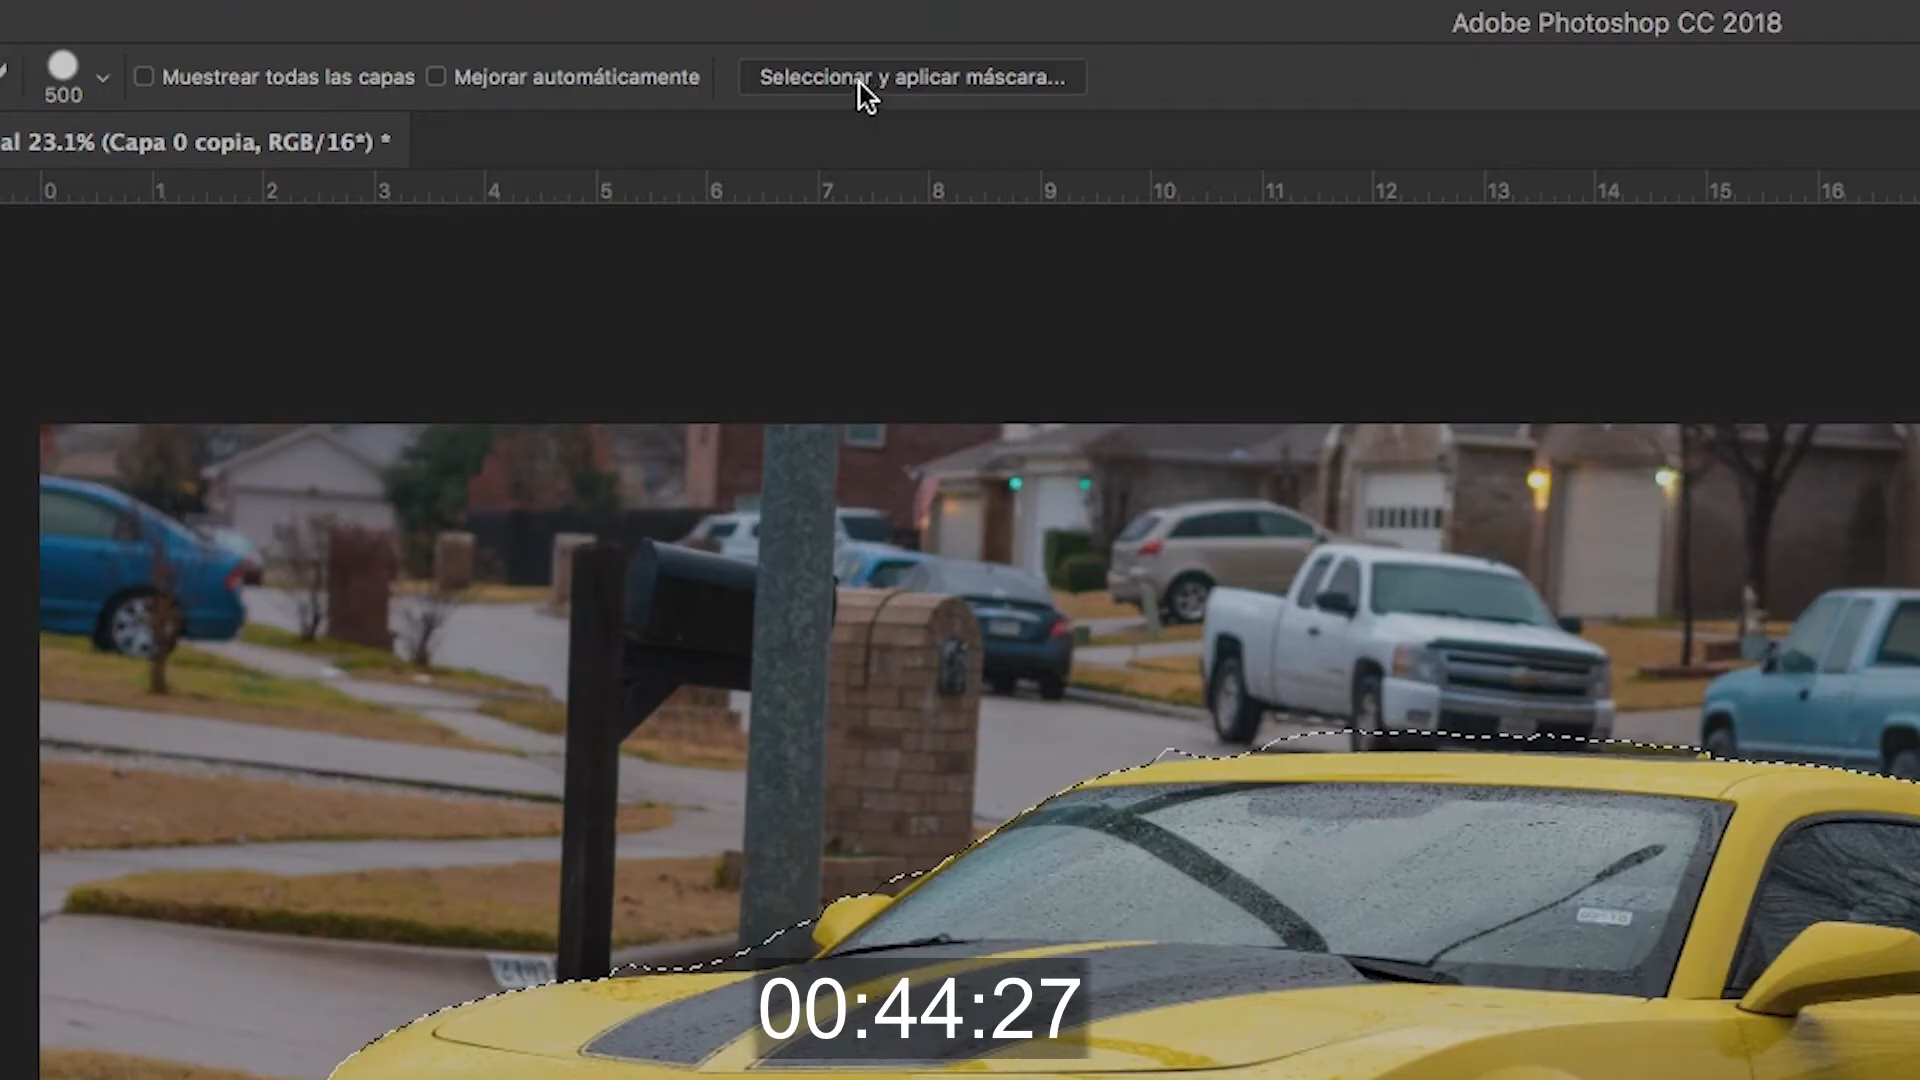 Adobe Photoshop CC 2018
500
Muestrear todas las capas
Mejorar automáticamente
Seleccionar y aplicar máscara...
al 23.1% (Capa 0 copia, RGB/16*) *
0 1 2 3 4 5 6 7 8 9 10 11 12 13 14 15 16
00:44:27